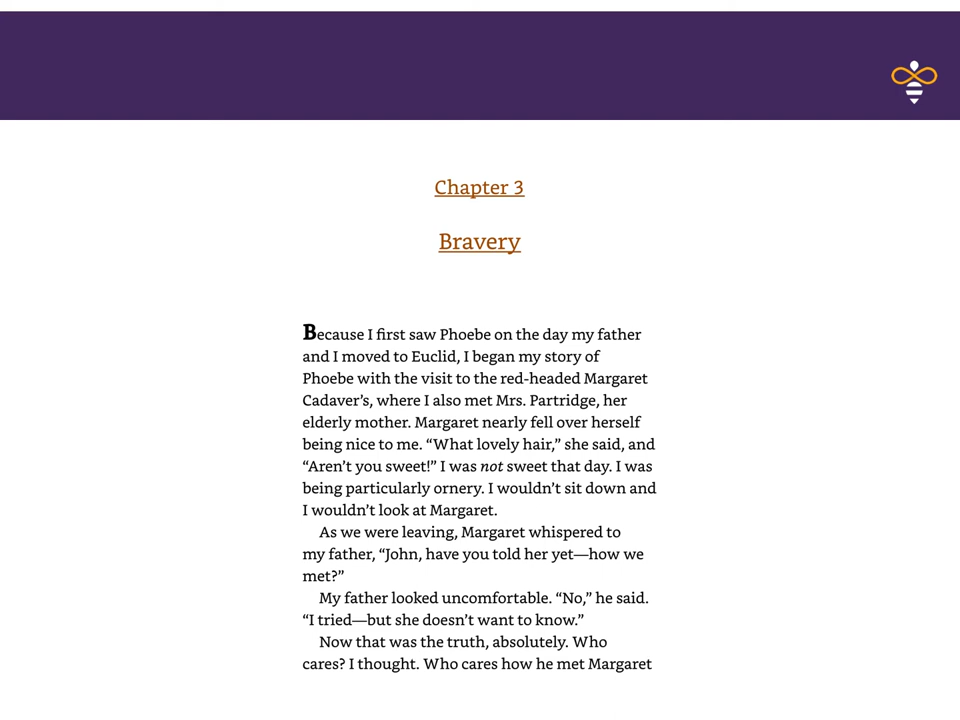 Chapter 3
Bravery
Because I first saw Phoebe on the day my father
and I moved to Euclid, I began my story of
Phoebe with the visit to the red-headed Margaret
Cadaver’s, where I also met Mrs. Partridge, her
elderly mother. Margaret nearly fell over herself
being nice to me. “What lovely hair,” she said, and
“Aren’t you sweet!” I was not sweet that day. I was
being particularly ornery. I wouldn’t sit down and
I wouldn’t look at Margaret.
As we were leaving, Margaret whispered to
my father, “John, have you told her yet—how we
met?”
My father looked uncomfortable. “No,” he said.
“I tried—but she doesn’t want to know.”
Now that was the truth, absolutely. Who
cares? I thought. Who cares how he met Margaret